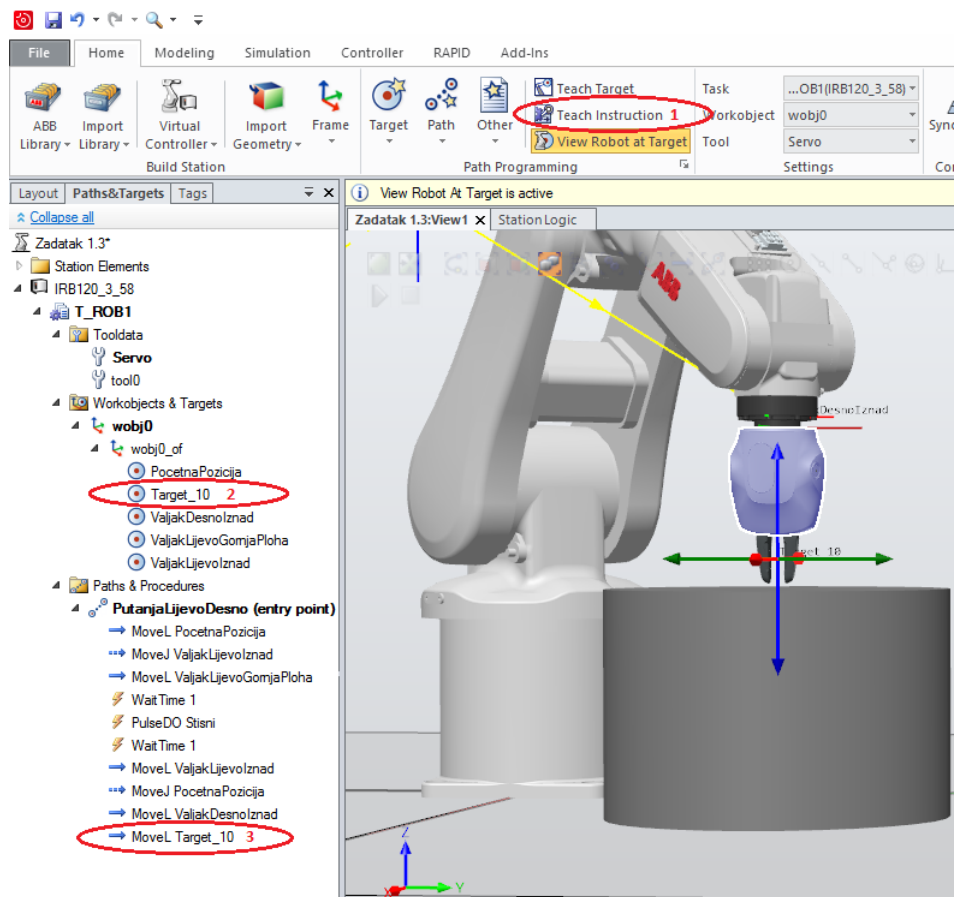 File Home Modeling Simulation Controller RAPID Add-Ins
ABB Library
Import Library
Virtual Controller
Build Station
Import Geometry
Frame
Target
Path
Other
Teach Target
Teach Instruction 1
View Robot at Target
Path Programming
Task ...OB1(IRB120_3_58)
Workobject wobj0
Tool Servo
Settings
Layout Paths&Targets Tags
Collapse all
Zadatak 1.3*
Station Elements
IRB120_3_58
T_ROB1
Tooldata
Servo
tool0
Workobjects & Targets
wobj0
wobj0_of
PocetnaPozicija
Target_10 2
ValjakDesnoIznad
ValjakLijevoGornjaPloha
ValjakLijevoIznad
Paths & Procedures
PutanjaLijevoDesno (entry point)
MoveL PocetnaPozicija
MoveJ ValjakLijevoIznad
MoveL ValjakLijevoGornjaPloha
WaitTime 1
PulseDO Stisni
WaitTime 1
MoveL ValjakLijevoIznad
MoveJ PocetnaPozicija
MoveL ValjakDesnoIznad
MoveL Target_10 3
View Robot At Target is active
Zadatak 1.3:View1 Station Logic
ABB
Z
X
Y